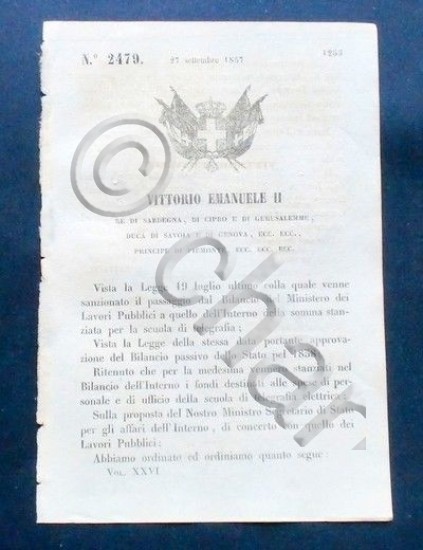 N.° 2479. 27 settembre 1857 1253
VITTORIO EMANUELE II
RE DI SARDEGNA, DI CIPRO E DI GERUSALEMME,
DUCA DI SAVOIA E DI GENOVA, ECC. ECC.,
PRINCIPE DI PIEMONTE, ECC. ECC. ECC.
Vista la Legge 19 luglio ultimo colla quale venne
sanzionato il passaggio dal Bilancio del Ministero dei
Lavori Pubblici a quello dell'Interno della somma stan-
ziata per la scuola di telegrafia;
Vista la Legge della stessa data portante approva-
zione del Bilancio passivo dello Stato pel
Ritenuto che per la medesima furono stanziati nel
Bilancio dell'Interno i fondi destinati alle spese di per-
sonale e di ufficio della scuola di telegrafia elettrica;
Sulla proposta del Nostro Ministro Segretario di Stato
per gli affari dell'Interno, di concerto con quello dei
Lavori Pubblici;
Abbiamo ordinato ed ordiniamo quanto segue:
VOL. XXVI
©